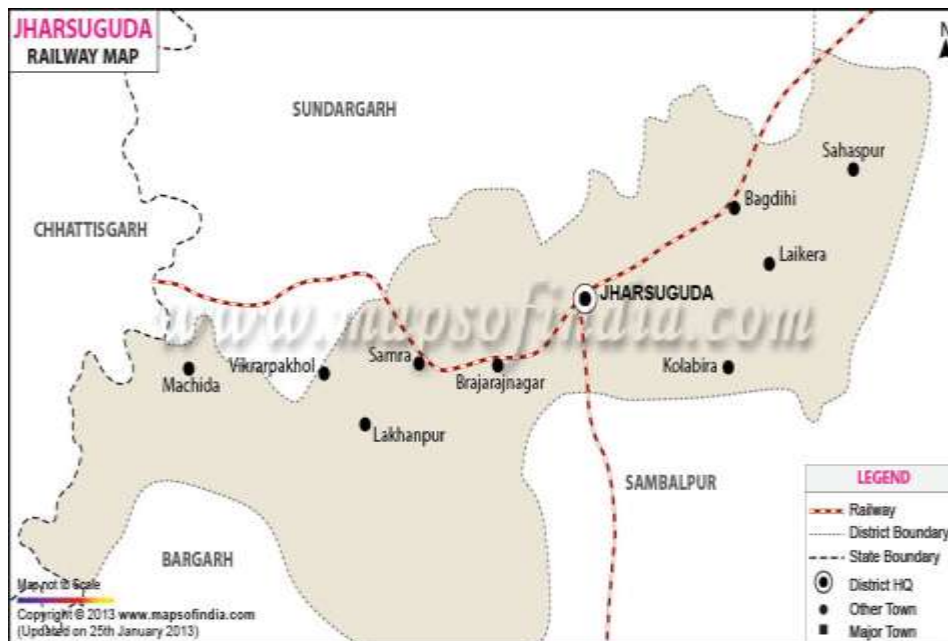 JHARSUGUDA
RAILWAY MAP
N
SUNDARGARH
Sahaspur
Bagdihi
CHHATTISGARH
Laikera
JHARSUGUDA
www.mapsofindia.com
Samra
Vikrarpakhol
Machida
Brajarajnagar
Kolabira
Lakhanpur
SAMBALPUR
BARGARH
LEGEND
Railway
District Boundary
State Boundary
District HQ
Other Town
Major Town
Map not to Scale
Copyright © 2013 www.mapsofindia.com
(Updated on 25th January 2013)